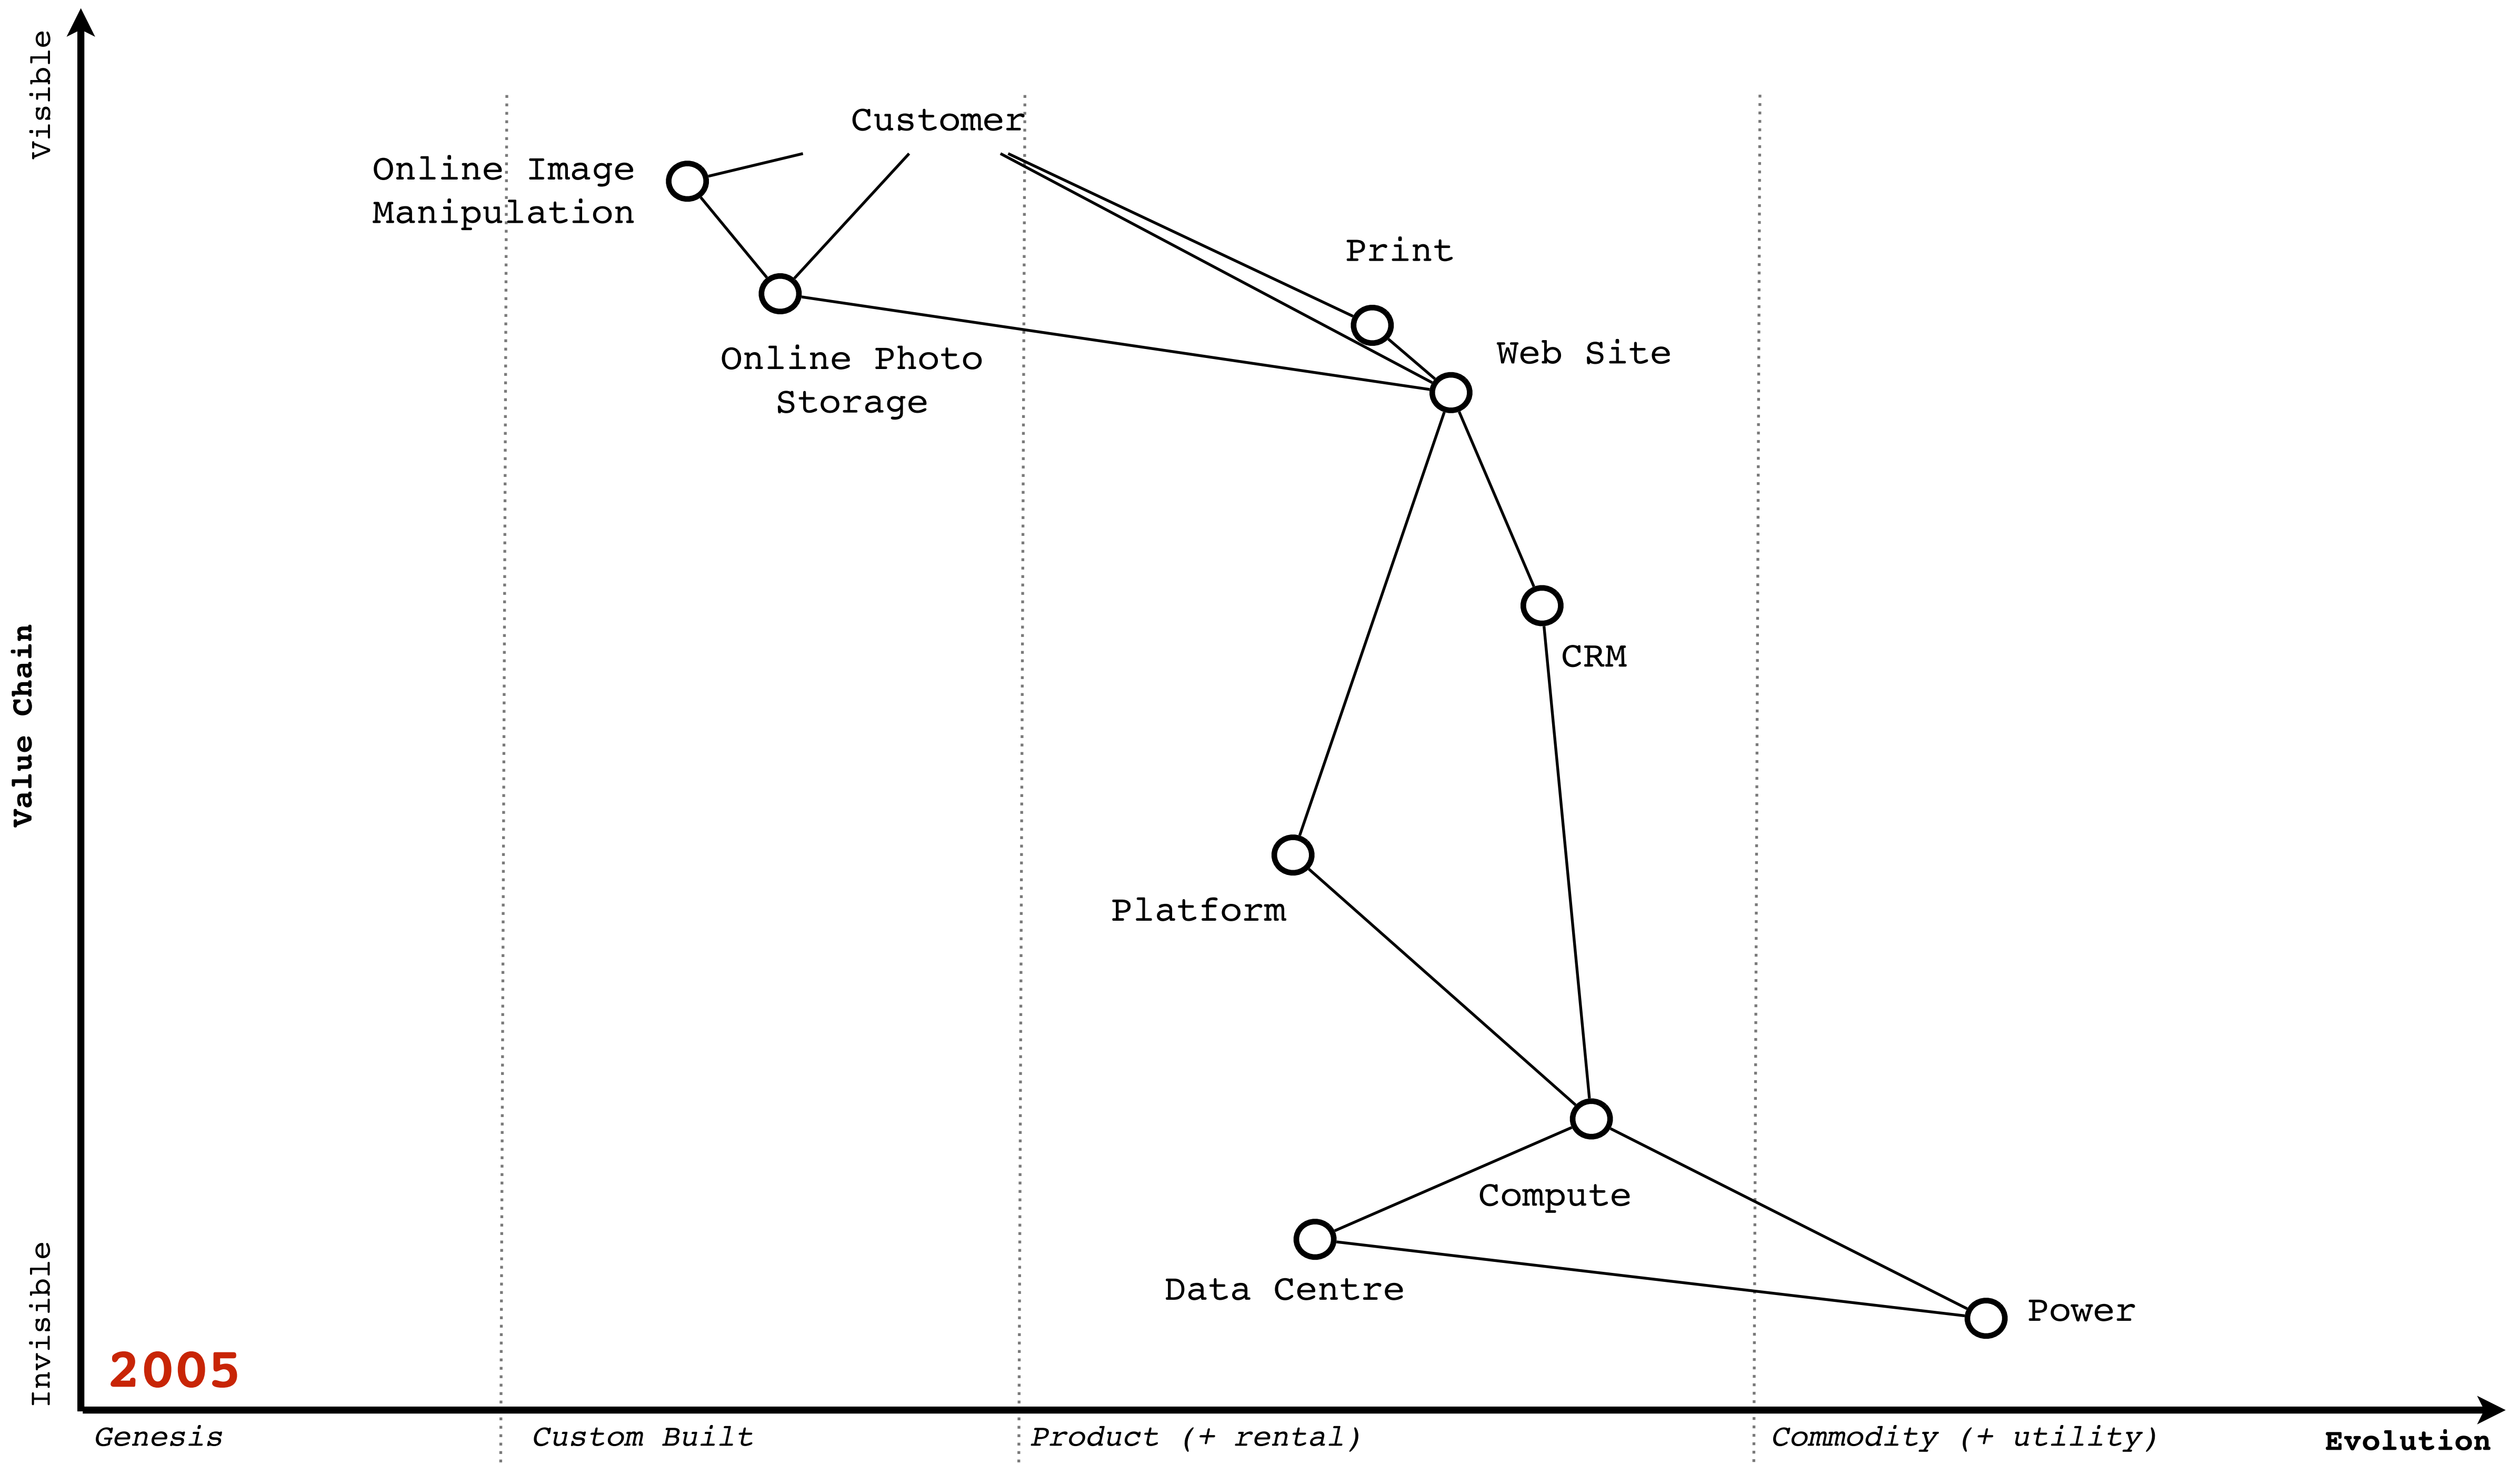 Visible
Customer
Online Image
Manipulation
Print
Web Site
Online Photo
Storage
Value Chain
CRM
Platform
Compute
Data Centre
Power
Invisible
2005
Genesis
Custom Built
Product (+ rental)
Commodity (+ utility)
Evolution